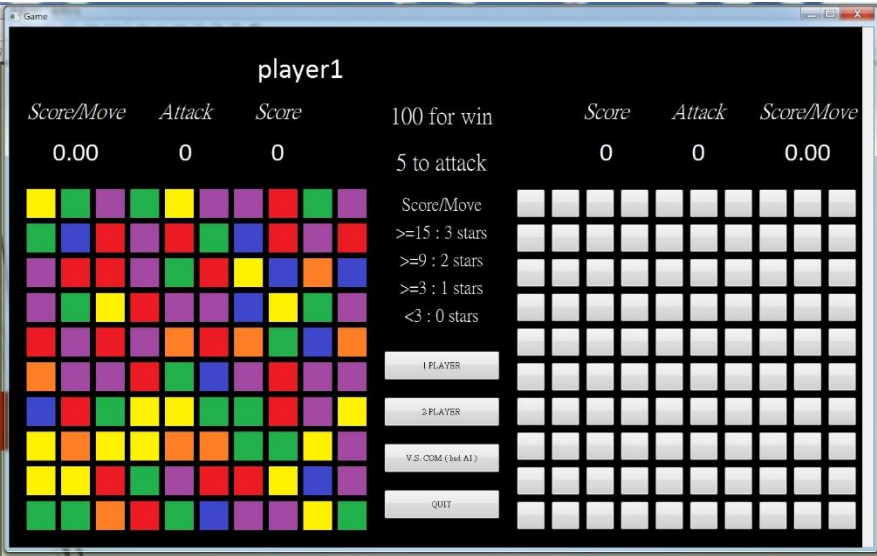 Game
player1
Score/Move Attack Score
0.00 0 0
100 for win
5 to attack
Score/Move
>=15 : 3 stars
>=9 : 2 stars
>=3 : 1 stars
<3 : 0 stars
1 PLAYER
2 PLAYER
V.S. COM ( bad AI )
QUIT
Score Attack Score/Move
0 0 0.00